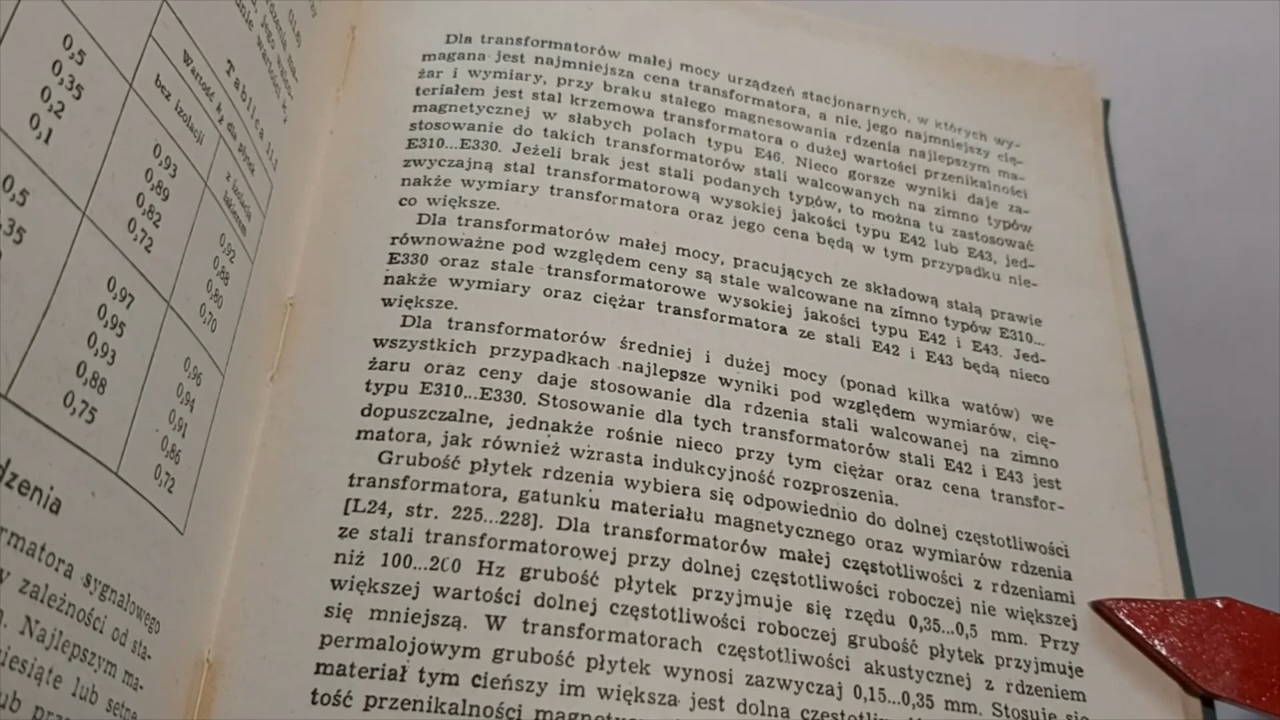 (11.8)
Tablica 11.1
Wartość k₂ dla płytek
bez izolacji
z izolacją
lakierem
0,5
0,35
0,2
0,1
0,93
0,89
0,82
0,72
0,92
0,88
0,80
0,70
0,5
,35
0,97
0,95
0,93
0,88
0,75
0,96
0,94
0,91
0,86
0,72
dzenia
rmatora sygnałowego
y zależności od sta-
Najlepszym ma-
iesiąte lub setne
Dla transformatorów małej mocy urządzeń stacjonarnych, w których wy-
magana jest najmniejsza cena transformatora, a nie jego najmniejszy cię-
żar i wymiary, przy braku stałego magnesowania rdzenia najlepszym ma-
teriałem jest stal krzemowa transformatora o dużej wartości przenikalności
magnetycznej w słabych polach typu E46. Nieco gorsze wyniki daje za-
stosowanie do takich transformatorów stali walcowanych na zimno typów
E310...E330. Jeżeli brak jest stali podanych typów, to można tu zastosować
zwyczajną stal transformatorową wysokiej jakości typu E42 lub E43, jed-
nakże wymiary transformatora oraz jego cena będą w tym przypadku nie-
co większe.
Dla transformatorów małej mocy, pracujących ze składową stałą prawie
równoważne pod względem ceny są stale walcowane na zimno typów E310...
E330 oraz stale transformatorowe wysokiej jakości typu E42 i E43. Jed-
nakże wymiary oraz ciężar transformatora ze stali E42 i E43 będą nieco
większe.
Dla transformatorów średniej i dużej mocy (ponad kilka watów) we
wszystkich przypadkach najlepsze wyniki pod względem wymiarów, cię-
żaru oraz ceny daje stosowanie dla rdzenia stali walcowanej na zimno
typu E310...E330. Stosowanie dla tych transformatorów stali E42 i E43 jest
dopuszczalne, jednakże rośnie nieco przy tym ciężar oraz cena transfor-
matora, jak również wzrasta indukcyjność rozproszenia.
Grubość płytek rdzenia wybiera się odpowiednio do dolnej częstotliwości
transformatora, gatunku materiału magnetycznego oraz wymiarów rdzenia
[L24, str. 225...228]. Dla transformatorów małej częstotliwości z rdzeniami
ze stali transformatorowej przy dolnej częstotliwości roboczej nie większej
niż 100...200 Hz grubość płytek przyjmuje się rzędu 0,35...0,5 mm. Przy
większej wartości dolnej częstotliwości roboczej grubość płytek przyjmuje
się mniejszą. W transformatorach częstotliwości akustycznej z rdzeniem
permalojowym grubość płytek wynosi zazwyczaj 0,15...0,35 mm. Stosuje się
materiał tym cieńszy im większa jest dolna
tość przenikalności